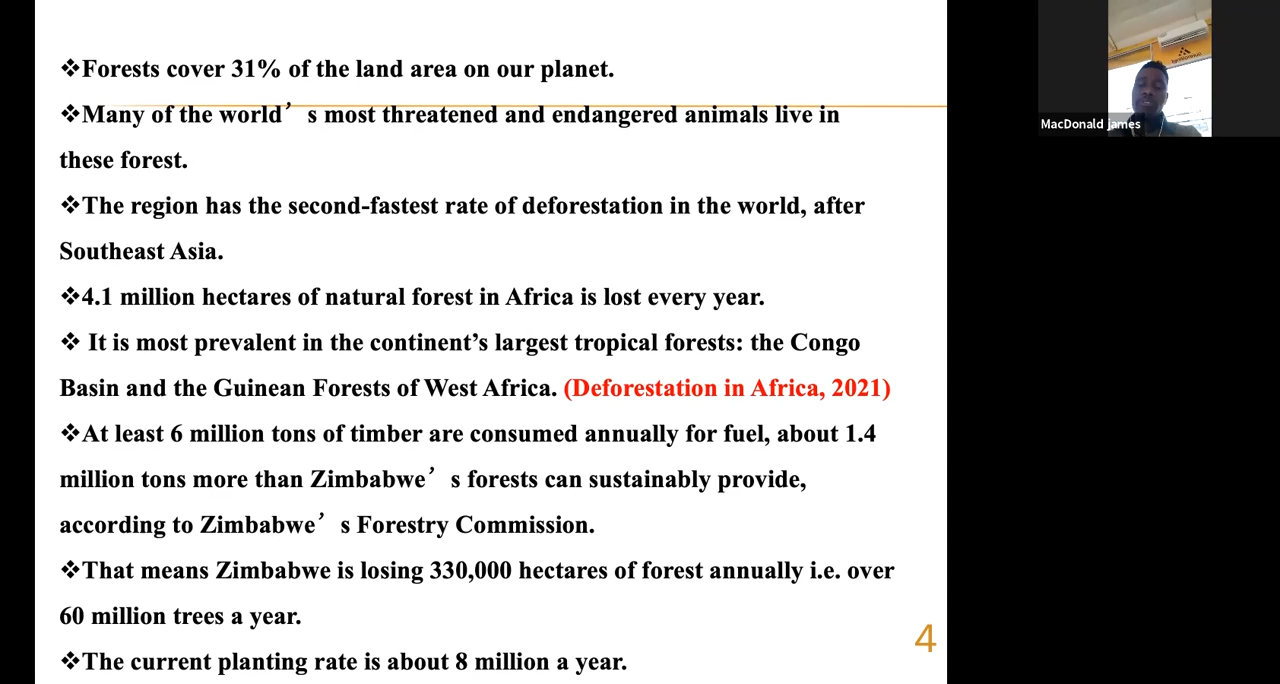 ❖Forests cover 31% of the land area on our planet.
❖Many of the world’s most threatened and endangered animals live in
these forest.
❖The region has the second-fastest rate of deforestation in the world, after
Southeast Asia.
❖4.1 million hectares of natural forest in Africa is lost every year.
❖ It is most prevalent in the continent’s largest tropical forests: the Congo
Basin and the Guinean Forests of West Africa. (Deforestation in Africa, 2021)
❖At least 6 million tons of timber are consumed annually for fuel, about 1.4
million tons more than Zimbabwe’s forests can sustainably provide,
according to Zimbabwe’s Forestry Commission.
❖That means Zimbabwe is losing 330,000 hectares of forest annually i.e. over
60 million trees a year.
❖The current planting rate is about 8 million a year.
4
MacDonald james